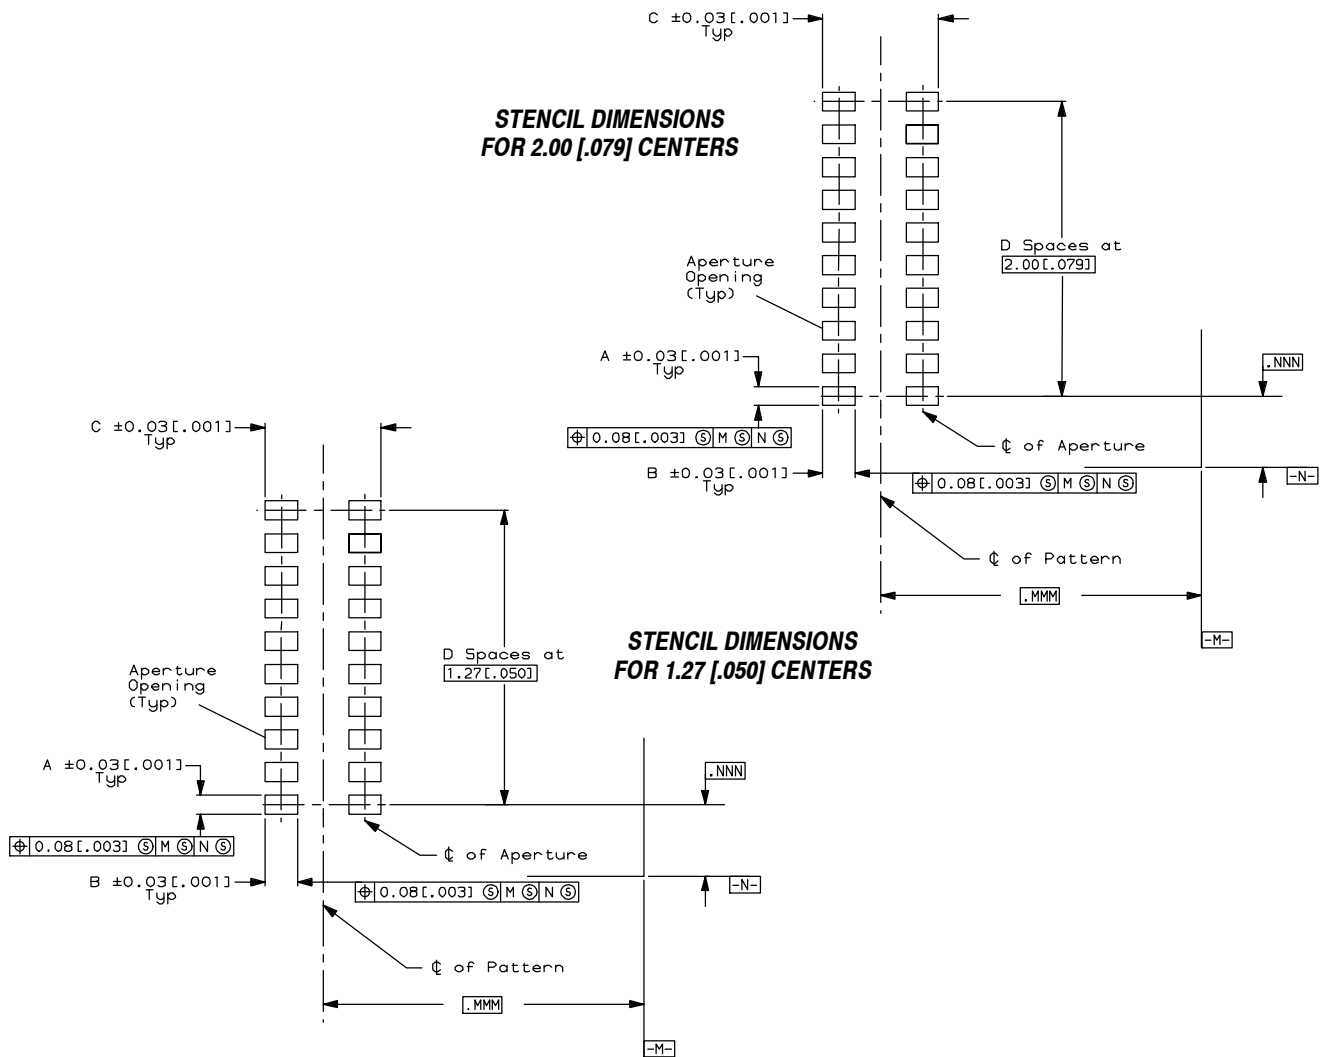 C ±0.03[.001]
Typ
STENCIL DIMENSIONS
FOR 2.00 [.079] CENTERS
D Spaces at
2.00[.079]
Aperture
Opening
(Typ)
A ±0.03[.001]
Typ
.NNN
⌖ 0.08[.003] Ⓢ M Ⓢ N Ⓢ
℄ of Aperture
B ±0.03[.001]
Typ
⌖ 0.08[.003] Ⓢ M Ⓢ N Ⓢ
-N-
℄ of Pattern
.MMM
-M-
C ±0.03[.001]
Typ
STENCIL DIMENSIONS
FOR 1.27 [.050] CENTERS
D Spaces at
1.27[.050]
Aperture
Opening
(Typ)
A ±0.03[.001]
Typ
.NNN
⌖ 0.08[.003] Ⓢ M Ⓢ N Ⓢ
℄ of Aperture
B ±0.03[.001]
Typ
⌖ 0.08[.003] Ⓢ M Ⓢ N Ⓢ
-N-
℄ of Pattern
.MMM
-M-